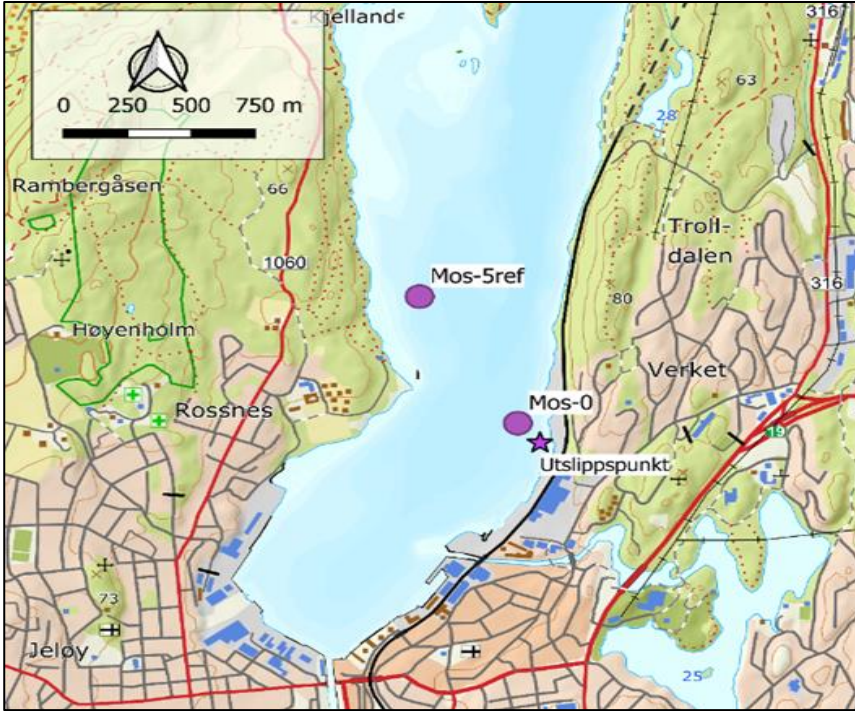 Kjellands
316
0 250 500 750 m
63
28
Rambergåsen
66
Troll-
dalen
1060
Mos-5ref
316
80
Høyenholm
Verket
Rossnes
Mos-0
19
Utslippspunkt
73
Jeløy
25